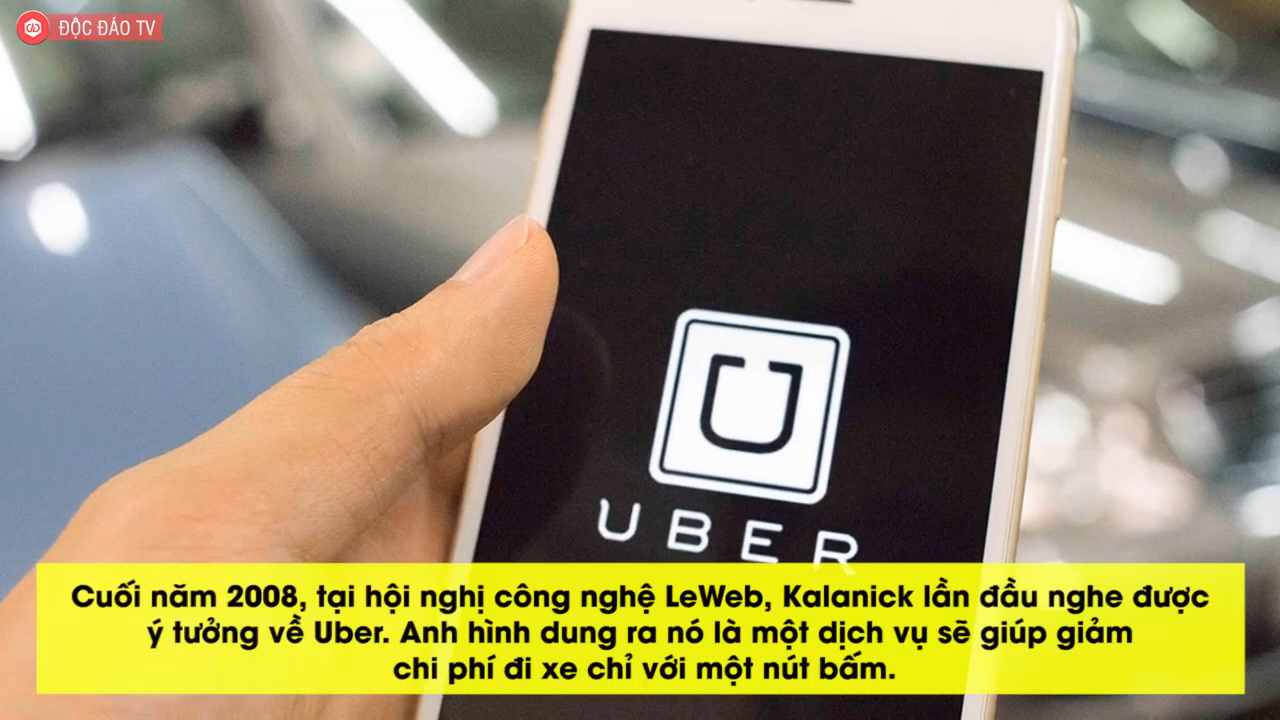 ĐỘC ĐÁO TV
U
UBER
Cuối năm 2008, tại hội nghị công nghệ LeWeb, Kalanick lần đầu nghe được
ý tưởng về Uber. Anh hình dung ra nó là một dịch vụ sẽ giúp giảm
chi phí đi xe chỉ với một nút bấm.